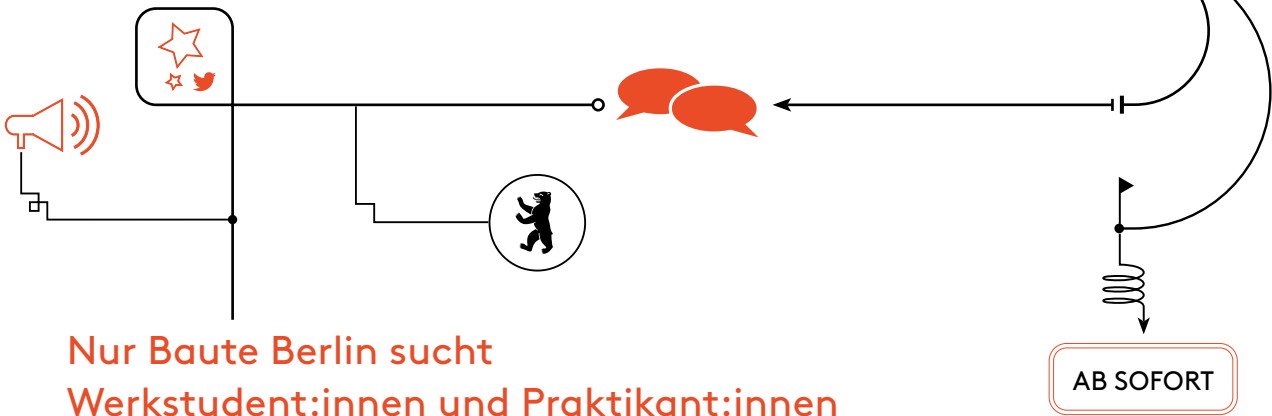 Nur Baute Berlin sucht
Werkstudent:innen und Praktikant:innen
AB SOFORT